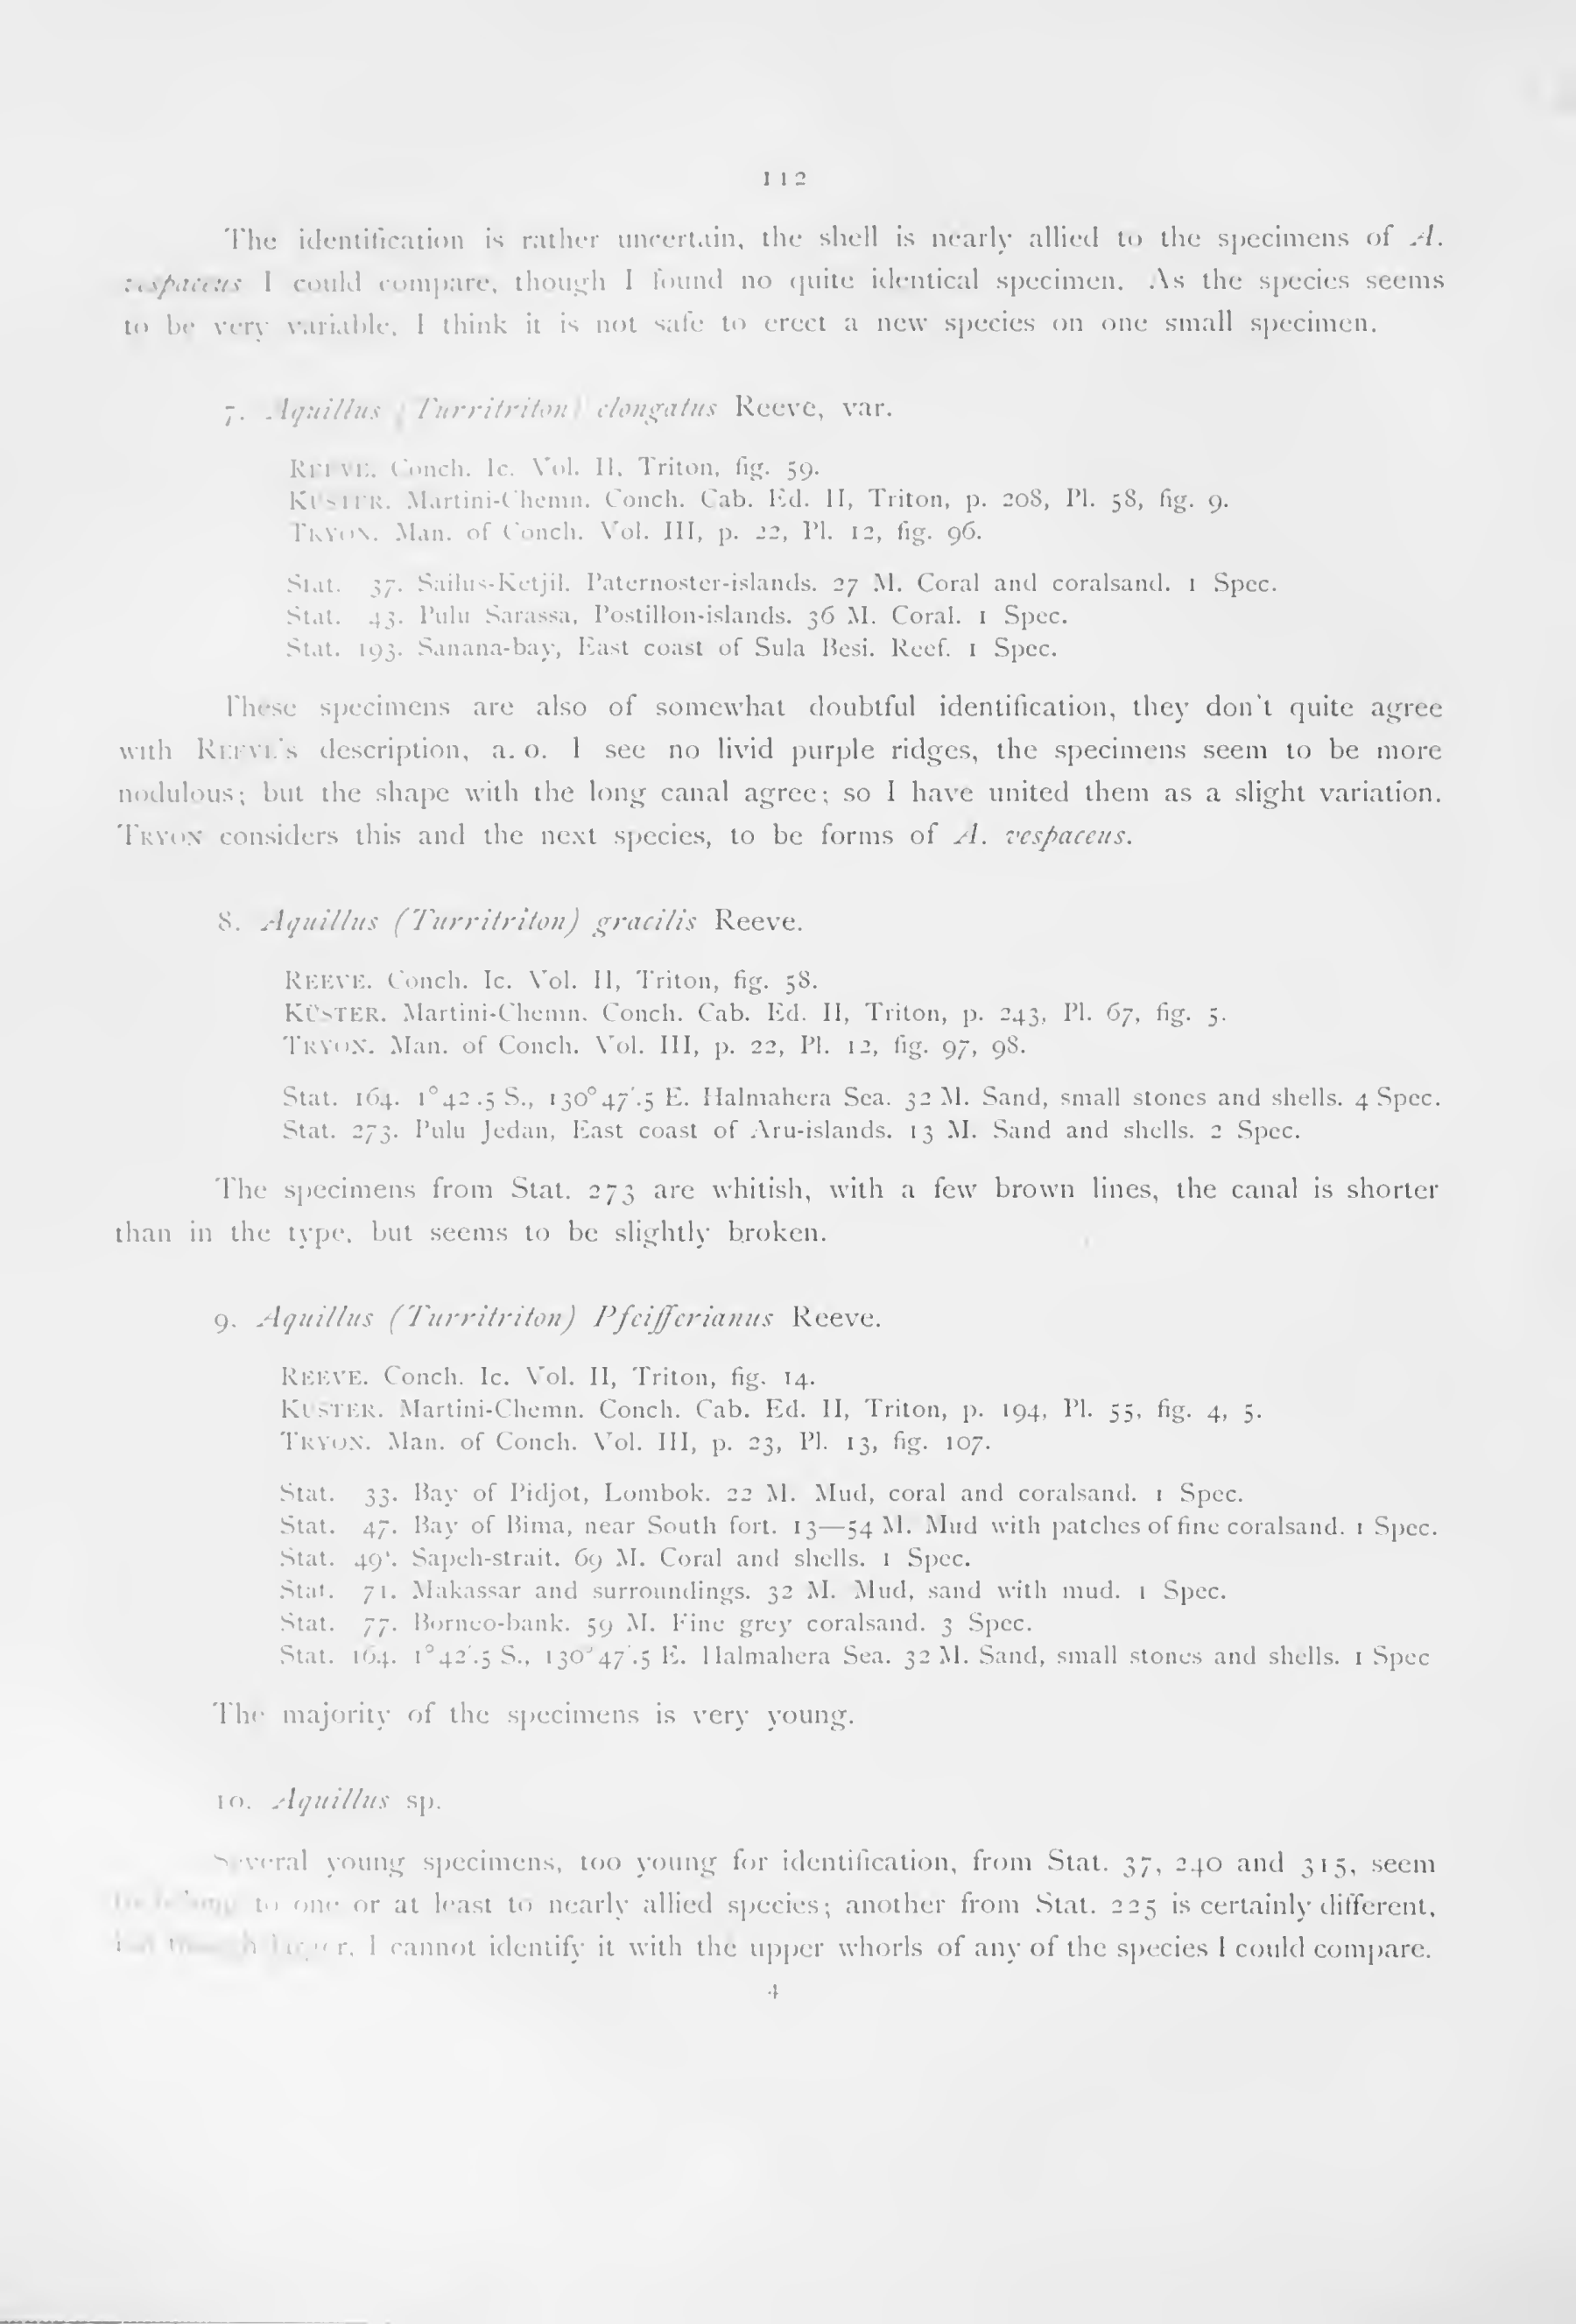 112
The identification is rather uncertain, the shell is nearly allied to the specimens of A.
vespaceus I could compare, though I found no quite identical specimen. As the species seems
to be very variable, I think it is not safe to erect a new species on one small specimen.
7. Aquillus (Turritriton) elongatus Reeve, var.
REEVE. Conch. Ic. Vol. II, Triton, fig. 59.
KÜSTER. Martini-Chemn. Conch. Cab. Ed. II, Triton, p. 208, Pl. 58, fig. 9.
TRYON. Man. of Conch. Vol. III, p. 22, Pl. 12, fig. 96.
Stat. 37. Sailus-Ketjil. Paternoster-islands. 27 M. Coral and coralsand. 1 Spec.
Stat. 43. Pulu Sarassa, Postillon-islands. 36 M. Coral. 1 Spec.
Stat. 193. Sanana-bay, East coast of Sula Besi. Reef. 1 Spec.
These specimens are also of somewhat doubtful identification, they don't quite agree
with REEVE's description, a. o. I see no livid purple ridges, the specimens seem to be more
nodulous; but the shape with the long canal agree; so I have united them as a slight variation.
TRYON considers this and the next species, to be forms of A. vespaceus.
8. Aquillus (Turritriton) gracilis Reeve.
REEVE. Conch. Ic. Vol. II, Triton, fig. 58.
KÜSTER. Martini-Chemn. Conch. Cab. Ed. II, Triton, p. 243, Pl. 67, fig. 5.
TRYON. Man. of Conch. Vol. III, p. 22, Pl. 12, fig. 97, 98.
Stat. 164. 1°42.5 S., 130°47'.5 E. Halmahera Sea. 32 M. Sand, small stones and shells. 4 Spec.
Stat. 273. Pulu Jedan, East coast of Aru-islands. 13 M. Sand and shells. 2 Spec.
The specimens from Stat. 273 are whitish, with a few brown lines, the canal is shorter
than in the type, but seems to be slightly broken.
9. Aquillus (Turritriton) Pfeifferianus Reeve.
REEVE. Conch. Ic. Vol. II, Triton, fig. 14.
KÜSTER. Martini-Chemn. Conch. Cab. Ed. II, Triton, p. 194, Pl. 55, fig. 4, 5.
TRYON. Man. of Conch. Vol. III, p. 23, Pl. 13, fig. 107.
Stat. 33. Bay of Pidjot, Lombok. 22 M. Mud, coral and coralsand. 1 Spec.
Stat. 47. Bay of Bima, near South fort. 13—54 M. Mud with patches of fine coralsand. 1 Spec.
Stat. 49ª. Sapeh-strait. 69 M. Coral and shells. 1 Spec.
Stat. 71. Makassar and surroundings. 32 M. Mud, sand with mud. 1 Spec.
Stat. 77. Borneo-bank. 59 M. Fine grey coralsand. 3 Spec.
Stat. 164. 1°42'.5 S., 130°47'.5 E. Halmahera Sea. 32 M. Sand, small stones and shells. 1 Spec
The majority of the specimens is very young.
10. Aquillus sp.
Several young specimens, too young for identification, from Stat. 37, 240 and 315, seem
to belong to one or at least to nearly allied species; another from Stat. 225 is certainly different,
but though larger, I cannot identify it with the upper whorls of any of the species I could compare.
4